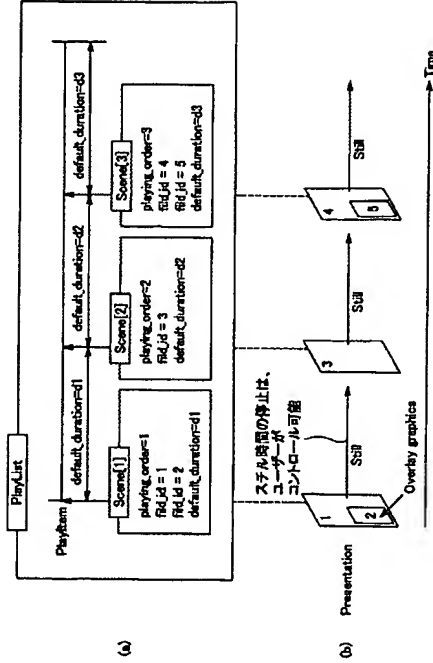 (a)
PlayList
PlayItem
default_duration=d1
default_duration=d2
default_duration=d3
Scene[1]
playing_order=1
fild_id = 1
fild_id = 2
default_duration=d1
Scene[2]
playing_order=2
fild_id = 3
default_duration=d2
Scene[3]
playing_order=3
fild_id = 4
fild_id = 5
default_duration=d3
(b)
Presentation
ステル時間の停止は、
ユーザーが
コントロール可能
1
2
Still
3
Still
4
5
Still
Overlay graphics
Time